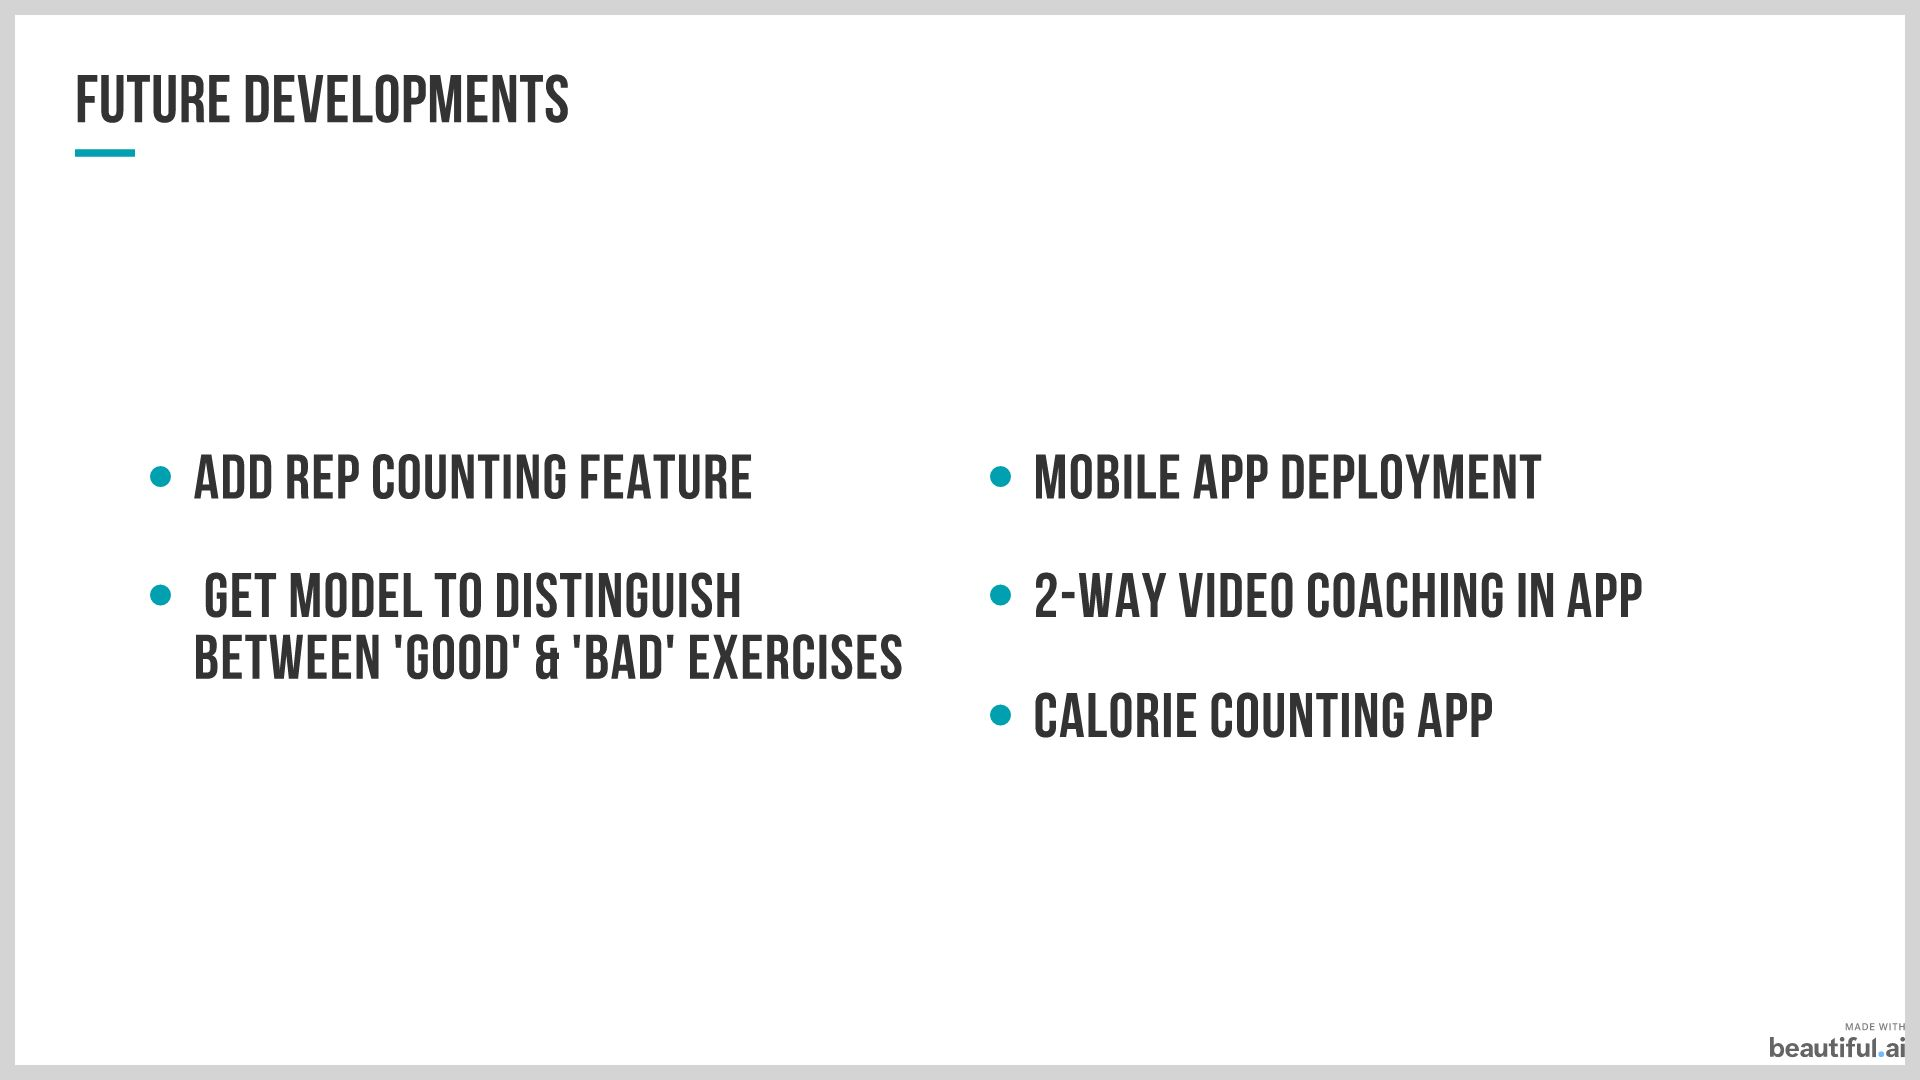 FUTURE DEVELOPMENTS
ADD REP COUNTING FEATURE
GET MODEL TO DISTINGUISH
BETWEEN 'GOOD' & 'BAD' EXERCISES
MOBILE APP DEPLOYMENT
2-WAY VIDEO COACHING IN APP
CALORIE COUNTING APP
MADE WITH
beautiful.ai